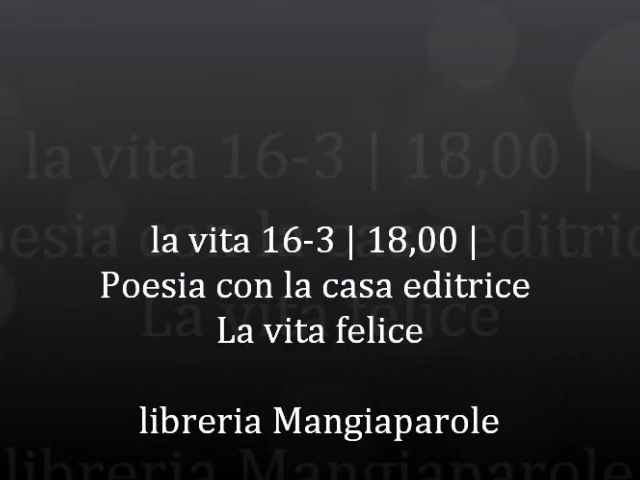 la vita 16-3 | 18,00 |
Poesia con la casa editrice
La vita felice
libreria Mangiaparole